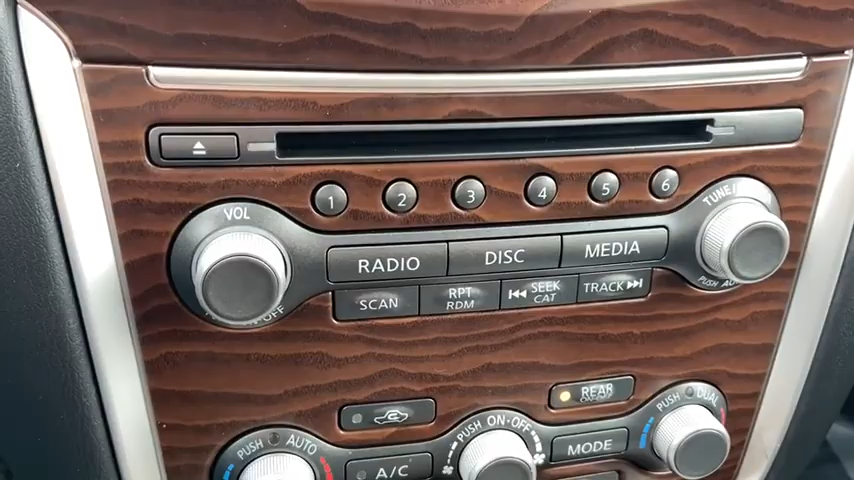 1 2 3 4 5 6
VOL TUNE
RADIO DISC MEDIA
SCAN RPT RDM SEEK CAT TRACK
PUSH
REAR
PUSH AUTO PUSH ON·OFF PUSH DUAL
A/C MODE